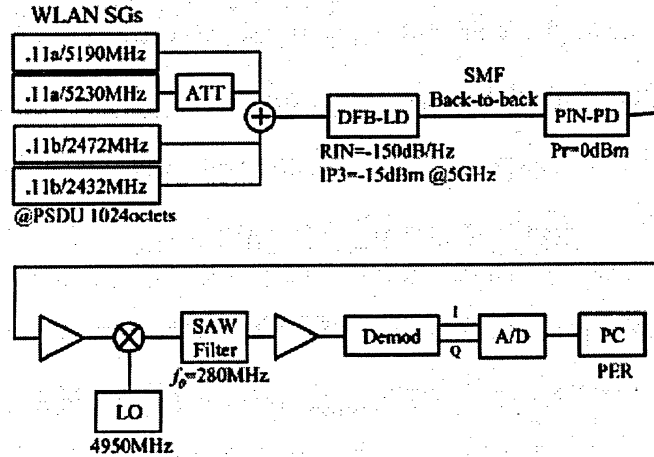 WLAN SGs
.11a/5190MHz
.11a/5230MHz
ATT
.11b/2472MHz
.11b/2432MHz
@PSDU 1024octets
DFB-LD
RIN=-150dB/Hz
IP3=-15dBm @5GHz
SMF
Back-to-back
PIN-PD
Pr=0dBm
SAW
Filter
f0=280MHz
LO
4950MHz
Demod
I
Q
A/D
PC
PER